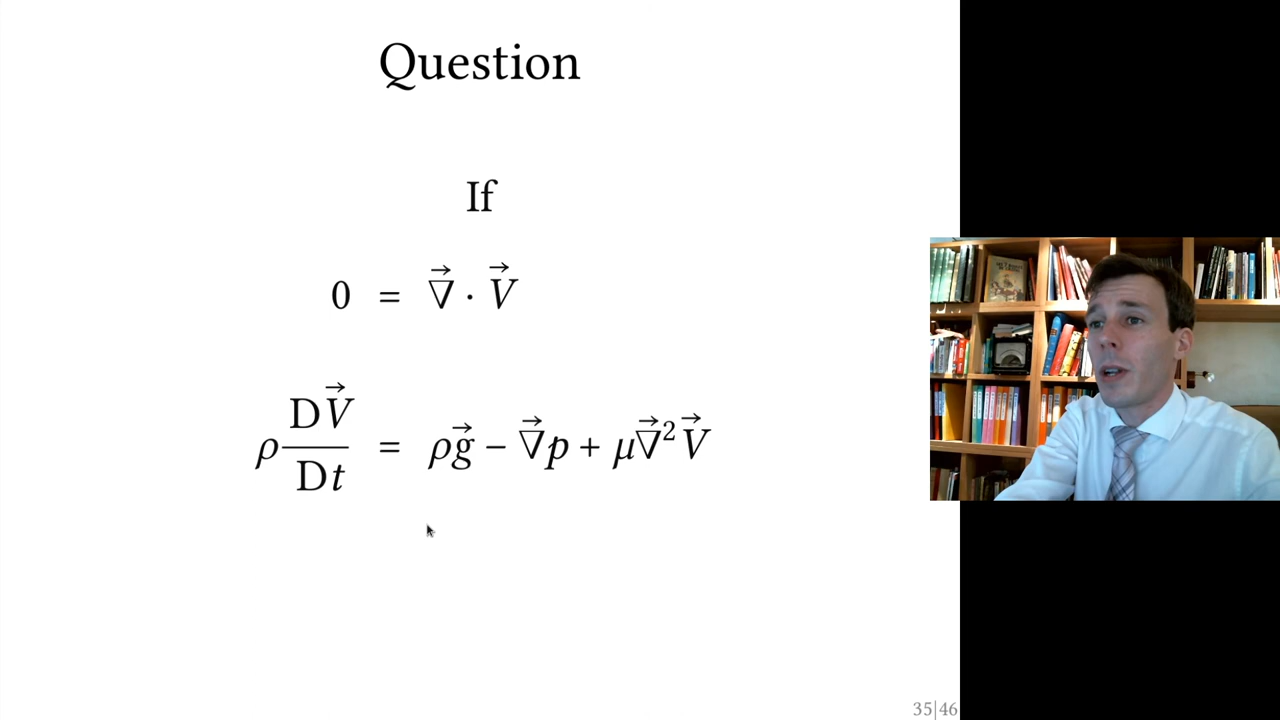 Question
If
0 = ∇⃗ · V⃗
ρ DV⃗/Dt = ρg⃗ − ∇⃗p + μ∇⃗²V⃗
35|46